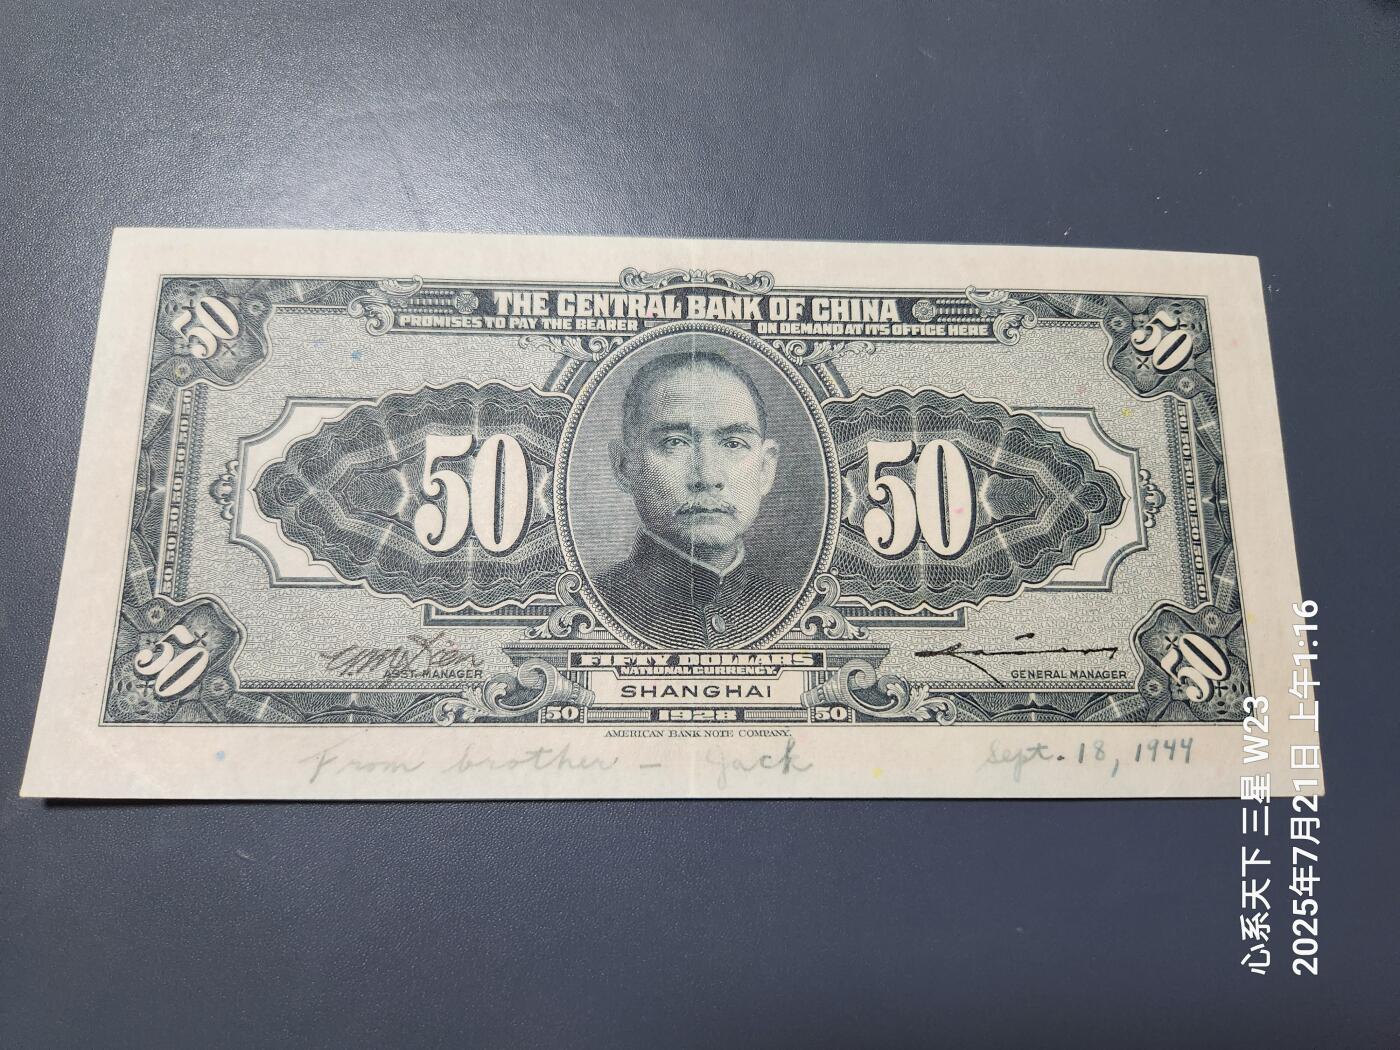 50
50
THE CENTRAL BANK OF CHINA
PROMISES TO PAY THE BEARER ON DEMAND AT ITS OFFICE HERE
50
50
ASST. MANAGER
GENERAL MANAGER
50
50
FIFTY DOLLARS
NATIONAL CURRENCY
SHANGHAI
50 1928 50
AMERICAN BANK NOTE COMPANY.
From brother – Jack Sept. 18, 1944
心系天下 三星 W23
2025年7月21日 上午1:16